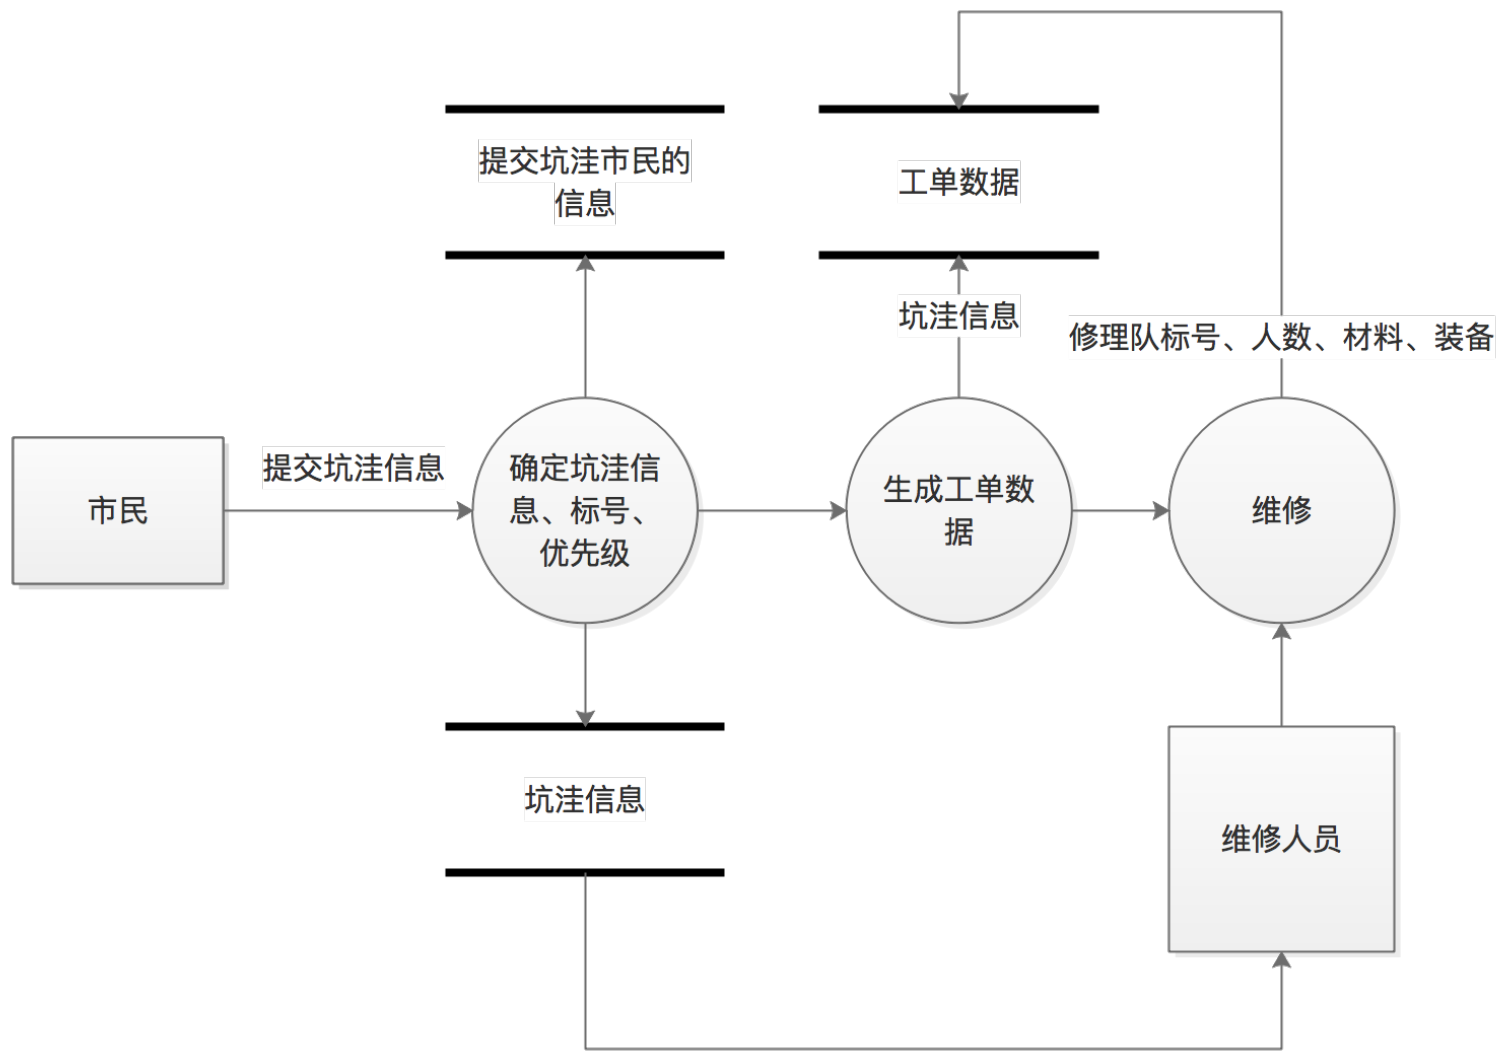 提交坑洼市民的
信息
工单数据
坑洼信息
修理队标号、人数、材料、装备
市民
提交坑洼信息
确定坑洼信
息、标号、
优先级
生成工单数
据
维修
坑洼信息
维修人员